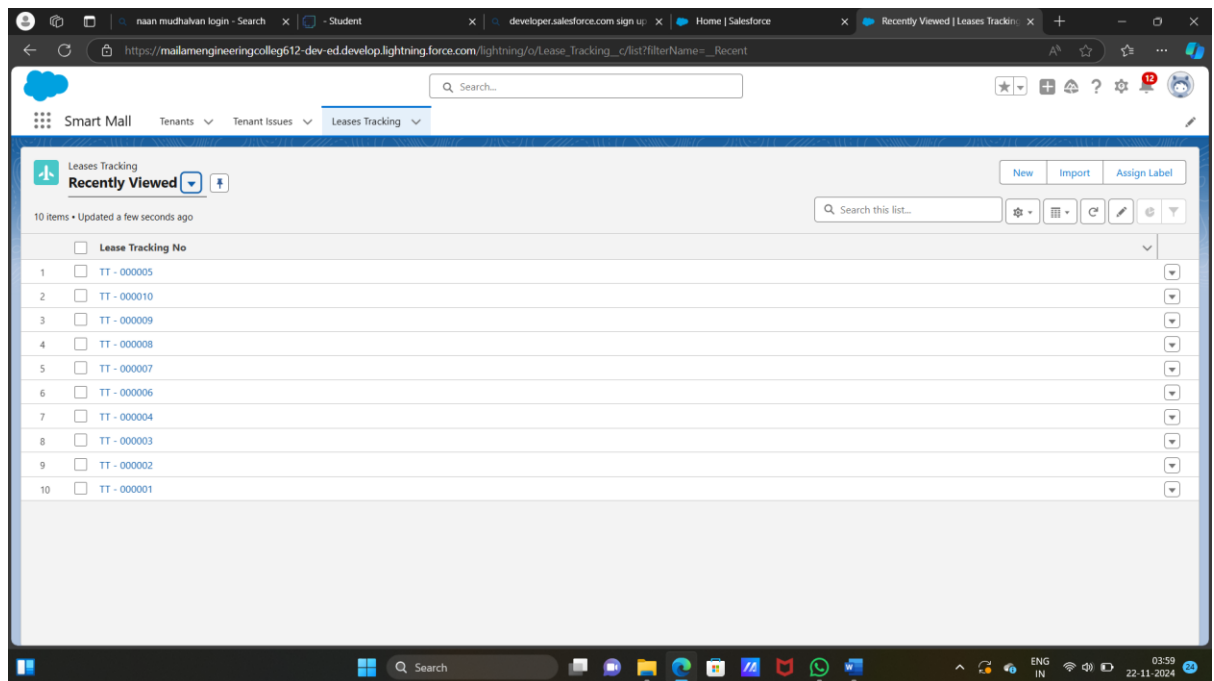 naan mudhalvan login - Search
- Student
developer.salesforce.com sign up
Home | Salesforce
Recently Viewed | Leases Tracking
https://mailamengineeringcolleg612-dev-ed.develop.lightning.force.com/lightning/o/Lease_Tracking__c/list?filterName=__Recent
Search...
12
Smart Mall
Tenants
Tenant Issues
Leases Tracking
Leases Tracking
Recently Viewed
New
Import
Assign Label
10 items • Updated a few seconds ago
Search this list...
Lease Tracking No
1 TT - 000005
2 TT - 000010
3 TT - 000009
4 TT - 000008
5 TT - 000007
6 TT - 000006
7 TT - 000004
8 TT - 000003
9 TT - 000002
10 TT - 000001
Search
ENG
IN
03:59
22-11-2024
24